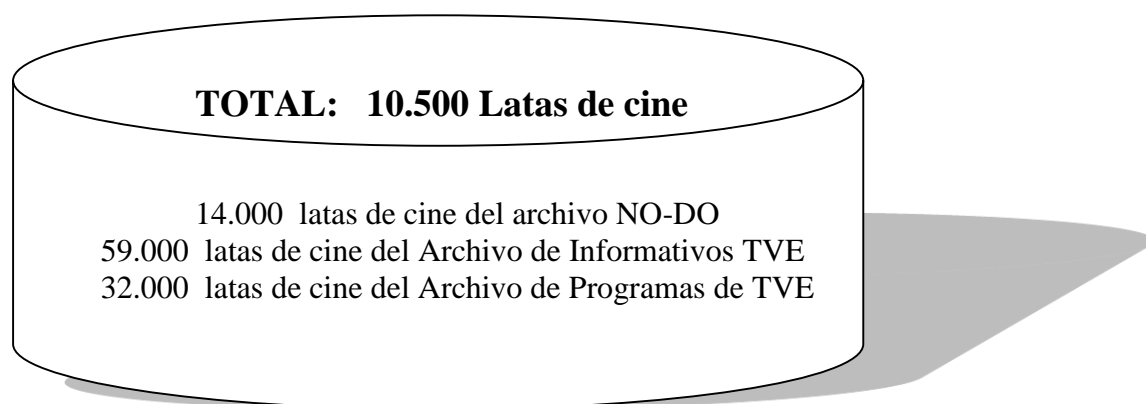 TOTAL: 10.500 Latas de cine
14.000 latas de cine del archivo NO-DO
59.000 latas de cine del Archivo de Informativos TVE
32.000 latas de cine del Archivo de Programas de TVE